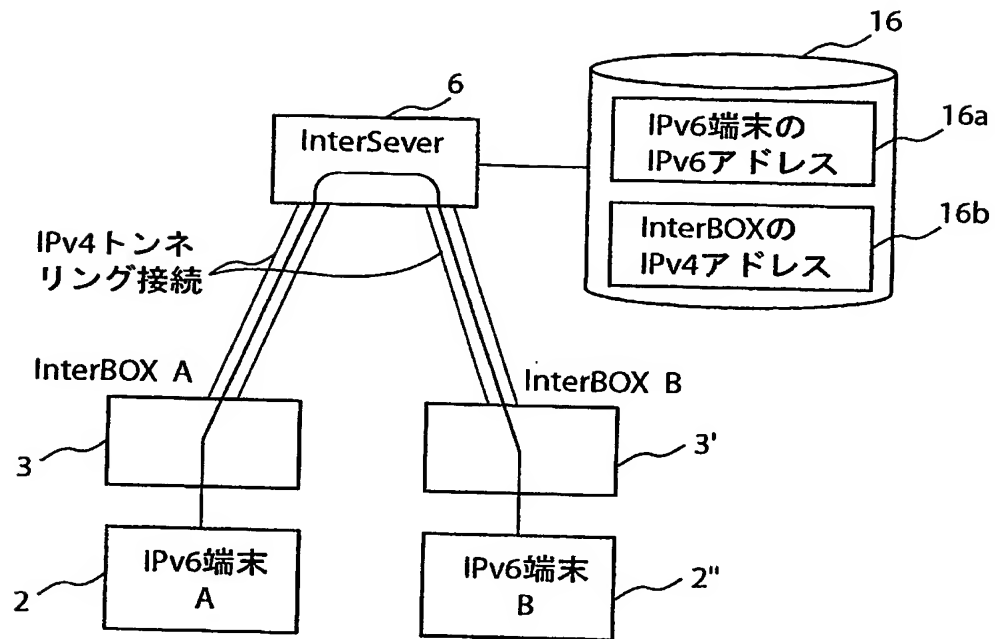 16
6
InterSever
IPv6端末の
IPv6アドレス
16a
InterBOXの
IPv4アドレス
16b
IPv4トンネ
リング接続
InterBOX A
InterBOX B
3
3'
IPv6端末
A
2
IPv6端末
B
2"